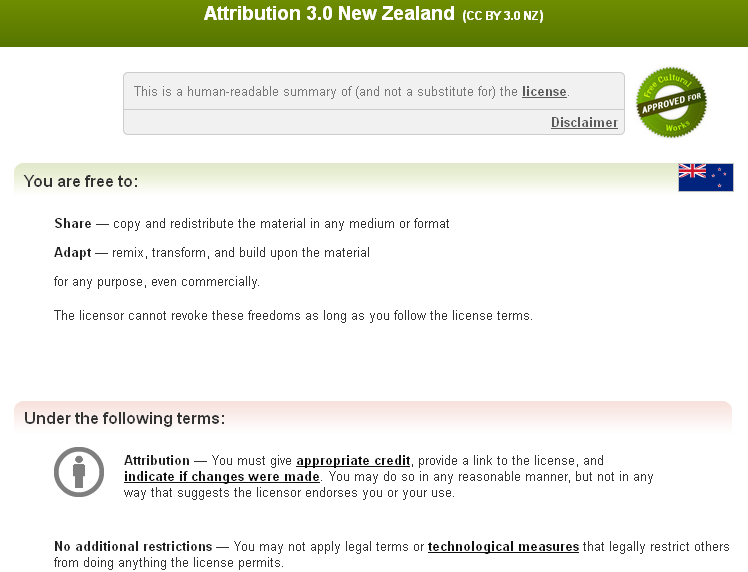 Attribution 3.0 New Zealand (CC BY 3.0 NZ)
This is a human-readable summary of (and not a substitute for) the license.
Disclaimer
Free Cultural
APPROVED FOR
Works
You are free to:
Share — copy and redistribute the material in any medium or format
Adapt — remix, transform, and build upon the material
for any purpose, even commercially.
The licensor cannot revoke these freedoms as long as you follow the license terms.
Under the following terms:
Attribution — You must give appropriate credit, provide a link to the license, and
indicate if changes were made. You may do so in any reasonable manner, but not in any
way that suggests the licensor endorses you or your use.
No additional restrictions — You may not apply legal terms or technological measures that legally restrict others
from doing anything the license permits.